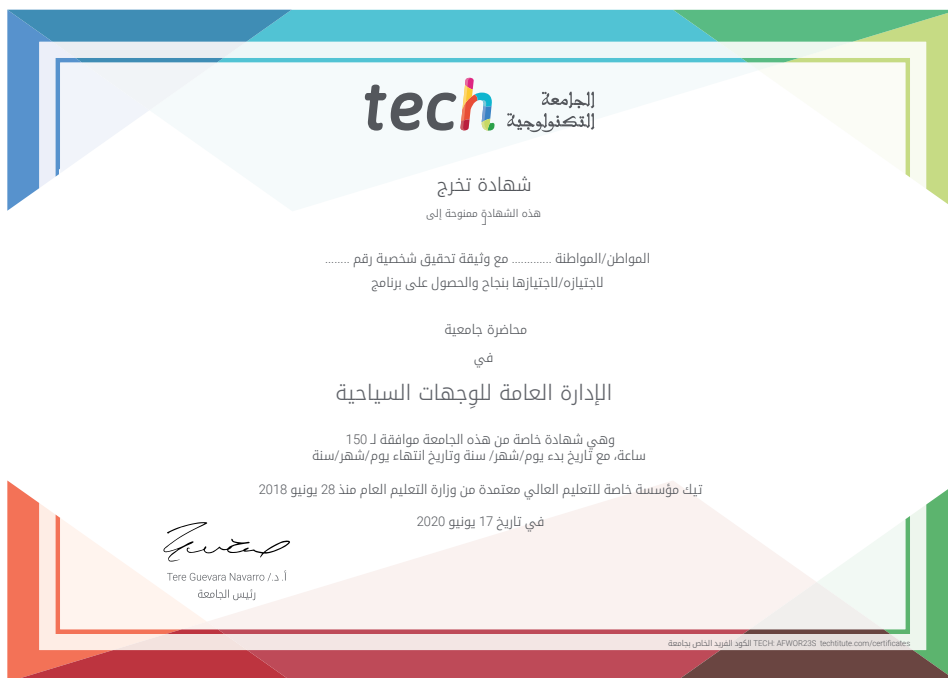 tech الجامعة
التكنولوجية
شهادة تخرج
هذه الشهادة ممنوحة إلى
المواطن/المواطنة ............ مع وثيقة تحقيق شخصية رقم ........
لاجتيازه/لاجتيازها بنجاح والحصول على برنامج
محاضرة جامعية
في
الإدارة العامة للوِجهات السياحية
وهي شهادة خاصة من هذه الجامعة موافقة لـ 150
ساعة، مع تاريخ بدء يوم/شهر/ سنة وتاريخ انتهاء يوم/شهر/سنة
تيك مؤسسة خاصة للتعليم العالي معتمدة من وزارة التعليم العام منذ 28 يونيو 2018
في تاريخ 17 يونيو 2020
أ. د./ Tere Guevara Navarro
رئيس الجامعة
الكود الفريد الخاص بجامعة TECH: AFWOR23S techtitute.com/certificates